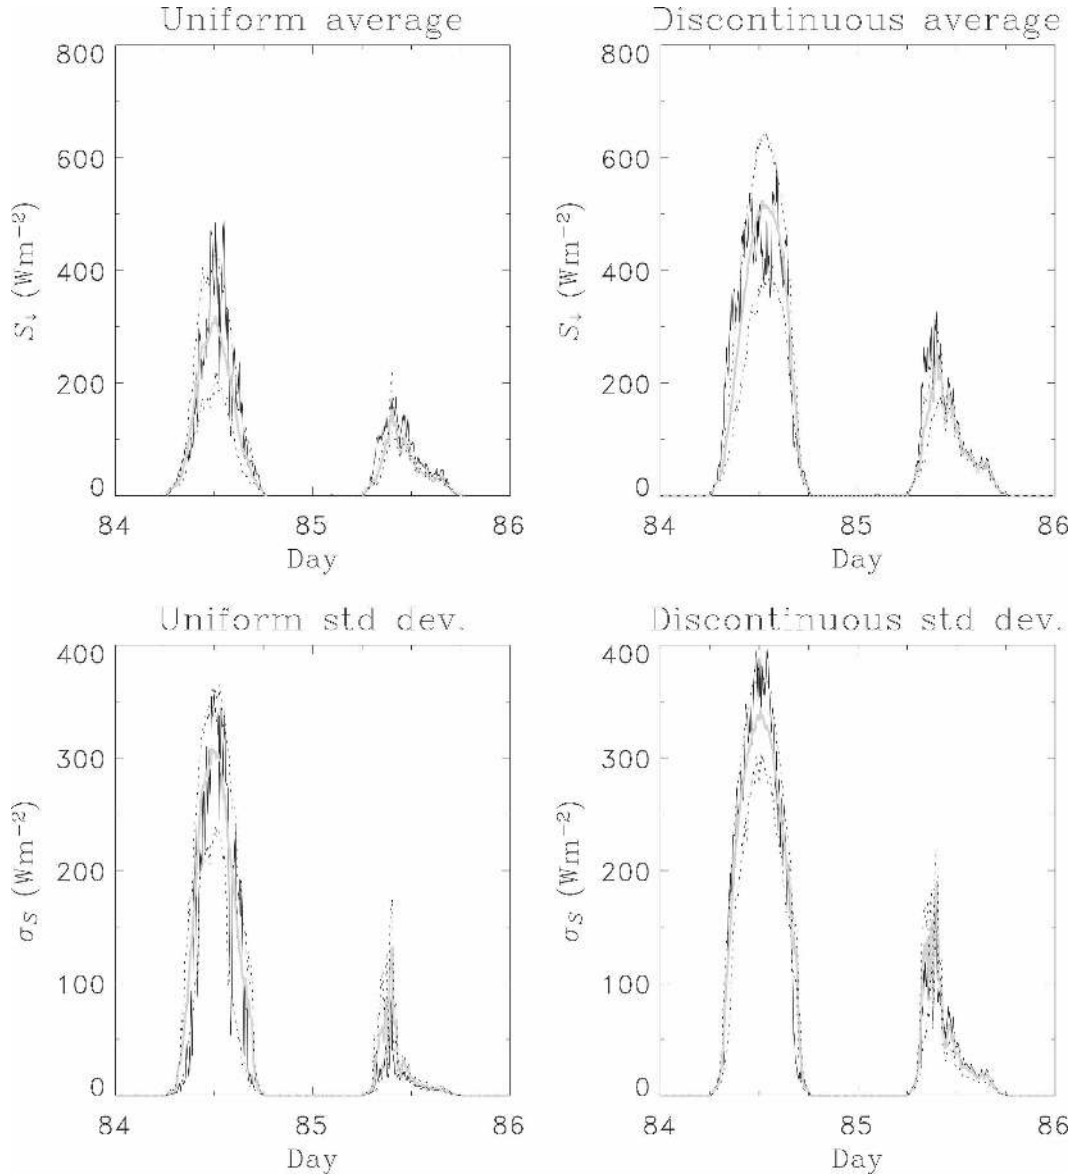 Uniform average
Discontinuous average
800
600
400
200
0
S↓ (Wm−2)
84
85
86
Day
800
600
400
200
0
S↓ (Wm−2)
84
85
86
Day
Uniform std dev.
Discontinuous std dev.
400
300
200
100
0
σS (Wm−2)
84
85
86
Day
400
300
200
100
0
σS (Wm−2)
84
85
86
Day